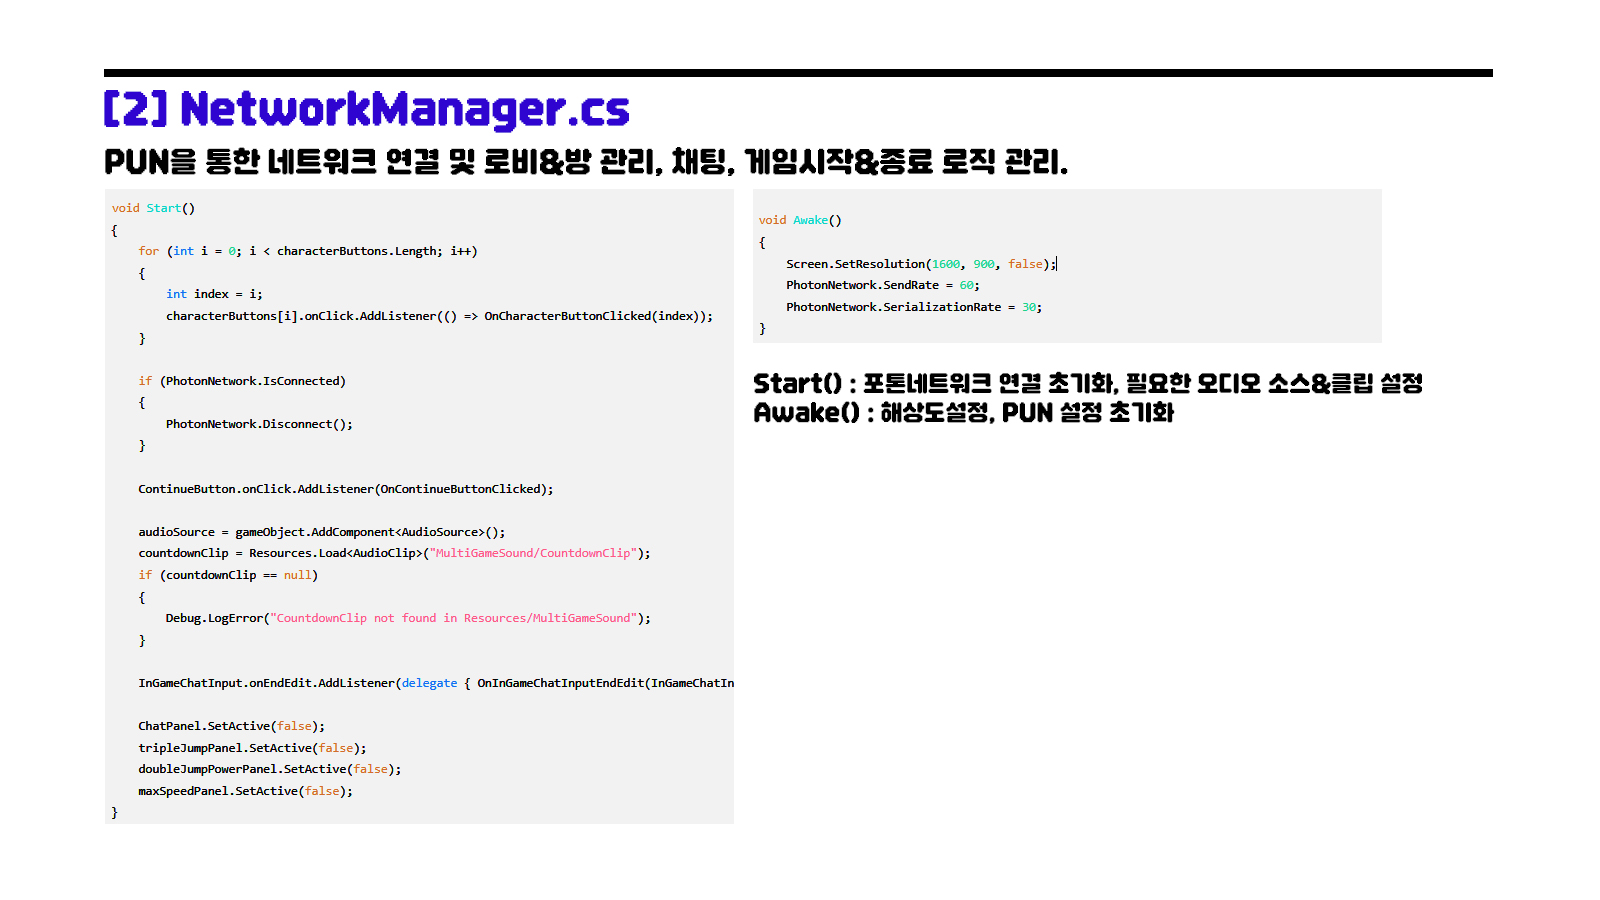 [2] NetworkManager.cs
PUN을 통한 네트워크 연결 및 로비&방 관리, 채팅, 게임시작&종료 로직 관리.
void Start()
{
for (int i = 0; i < characterButtons.Length; i++)
{
int index = i;
characterButtons[i].onClick.AddListener(() => OnCharacterButtonClicked(index));
}
if (PhotonNetwork.IsConnected)
{
PhotonNetwork.Disconnect();
}
ContinueButton.onClick.AddListener(OnContinueButtonClicked);
audioSource = gameObject.AddComponent<AudioSource>();
countdownClip = Resources.Load<AudioClip>("MultiGameSound/CountdownClip");
if (countdownClip == null)
{
Debug.LogError("CountdownClip not found in Resources/MultiGameSound");
}
InGameChatInput.onEndEdit.AddListener(delegate { OnInGameChatInputEndEdit(InGameChatIn
ChatPanel.SetActive(false);
tripleJumpPanel.SetActive(false);
doubleJumpPowerPanel.SetActive(false);
maxSpeedPanel.SetActive(false);
}
void Awake()
{
Screen.SetResolution(1600, 900, false);
PhotonNetwork.SendRate = 60;
PhotonNetwork.SerializationRate = 30;
}
Start() : 포톤네트워크 연결 초기화, 필요한 오디오 소스&클립 설정
Awake() : 해상도설정, PUN 설정 초기화